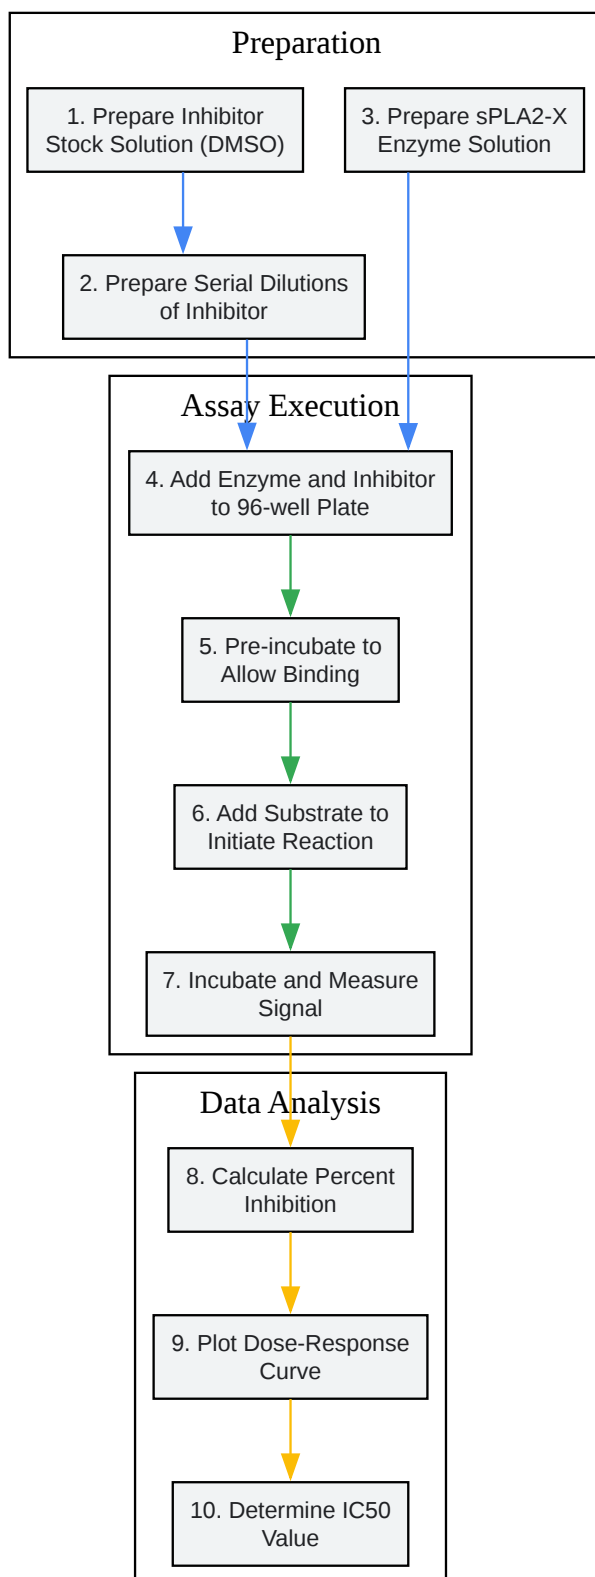 Preparation
1. Prepare Inhibitor
Stock Solution (DMSO)
3. Prepare sPLA2-X
Enzyme Solution
2. Prepare Serial Dilutions
of Inhibitor
Assay Execution
4. Add Enzyme and Inhibitor
to 96-well Plate
5. Pre-incubate to
Allow Binding
6. Add Substrate to
Initiate Reaction
7. Incubate and Measure
Signal
Data Analysis
8. Calculate Percent
Inhibition
9. Plot Dose-Response
Curve
10. Determine IC50
Value